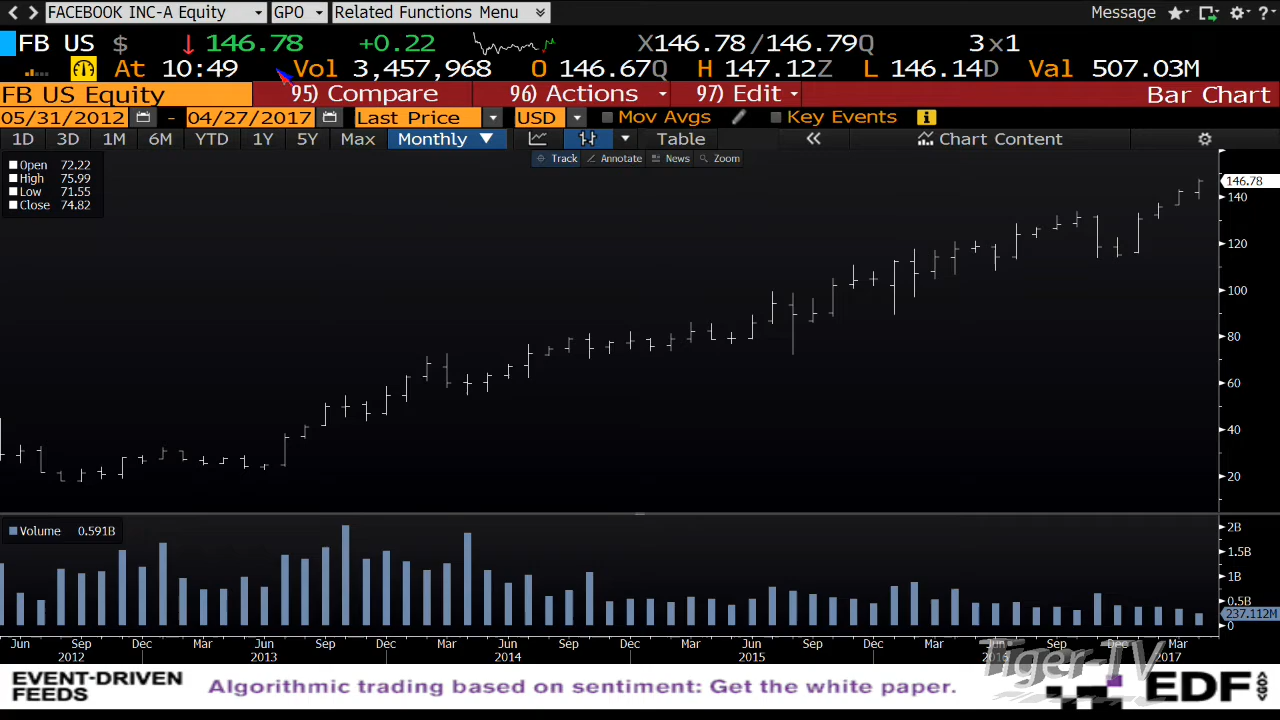 FACEBOOK INC-A Equity GPO Related Functions Menu Message ?
FB US $ ↓ 146.78 +0.22 X146.78/146.79Q 3x1
At 10:49 Vol 3,457,968 O 146.67Q H 147.12Z L 146.14D Val 507.03M
FB US Equity 95) Compare 96) Actions 97) Edit Bar Chart
05/31/2012 - 04/27/2017 Last Price USD Mov Avgs Key Events i
1D 3D 1M 6M YTD 1Y 5Y Max Monthly ▼ Table « Chart Content
Track Annotate News Zoom
Open 72.22
High 75.99
Low 71.55
Close 74.82
146.78
140
120
100
80
60
40
20
Volume 0.591B
2B
1.5B
1B
0.5B
237.112M
0
Jun Sep Dec Mar Jun Sep Dec Mar Jun Sep Dec Mar Jun Sep Dec Mar Jun Sep Dec Mar
2012 2013 2014 2015 2016 2017
Tiger-TV
EVENT-DRIVEN
FEEDS
Algorithnic trading based on sentiment: Get the white paper.
EDF